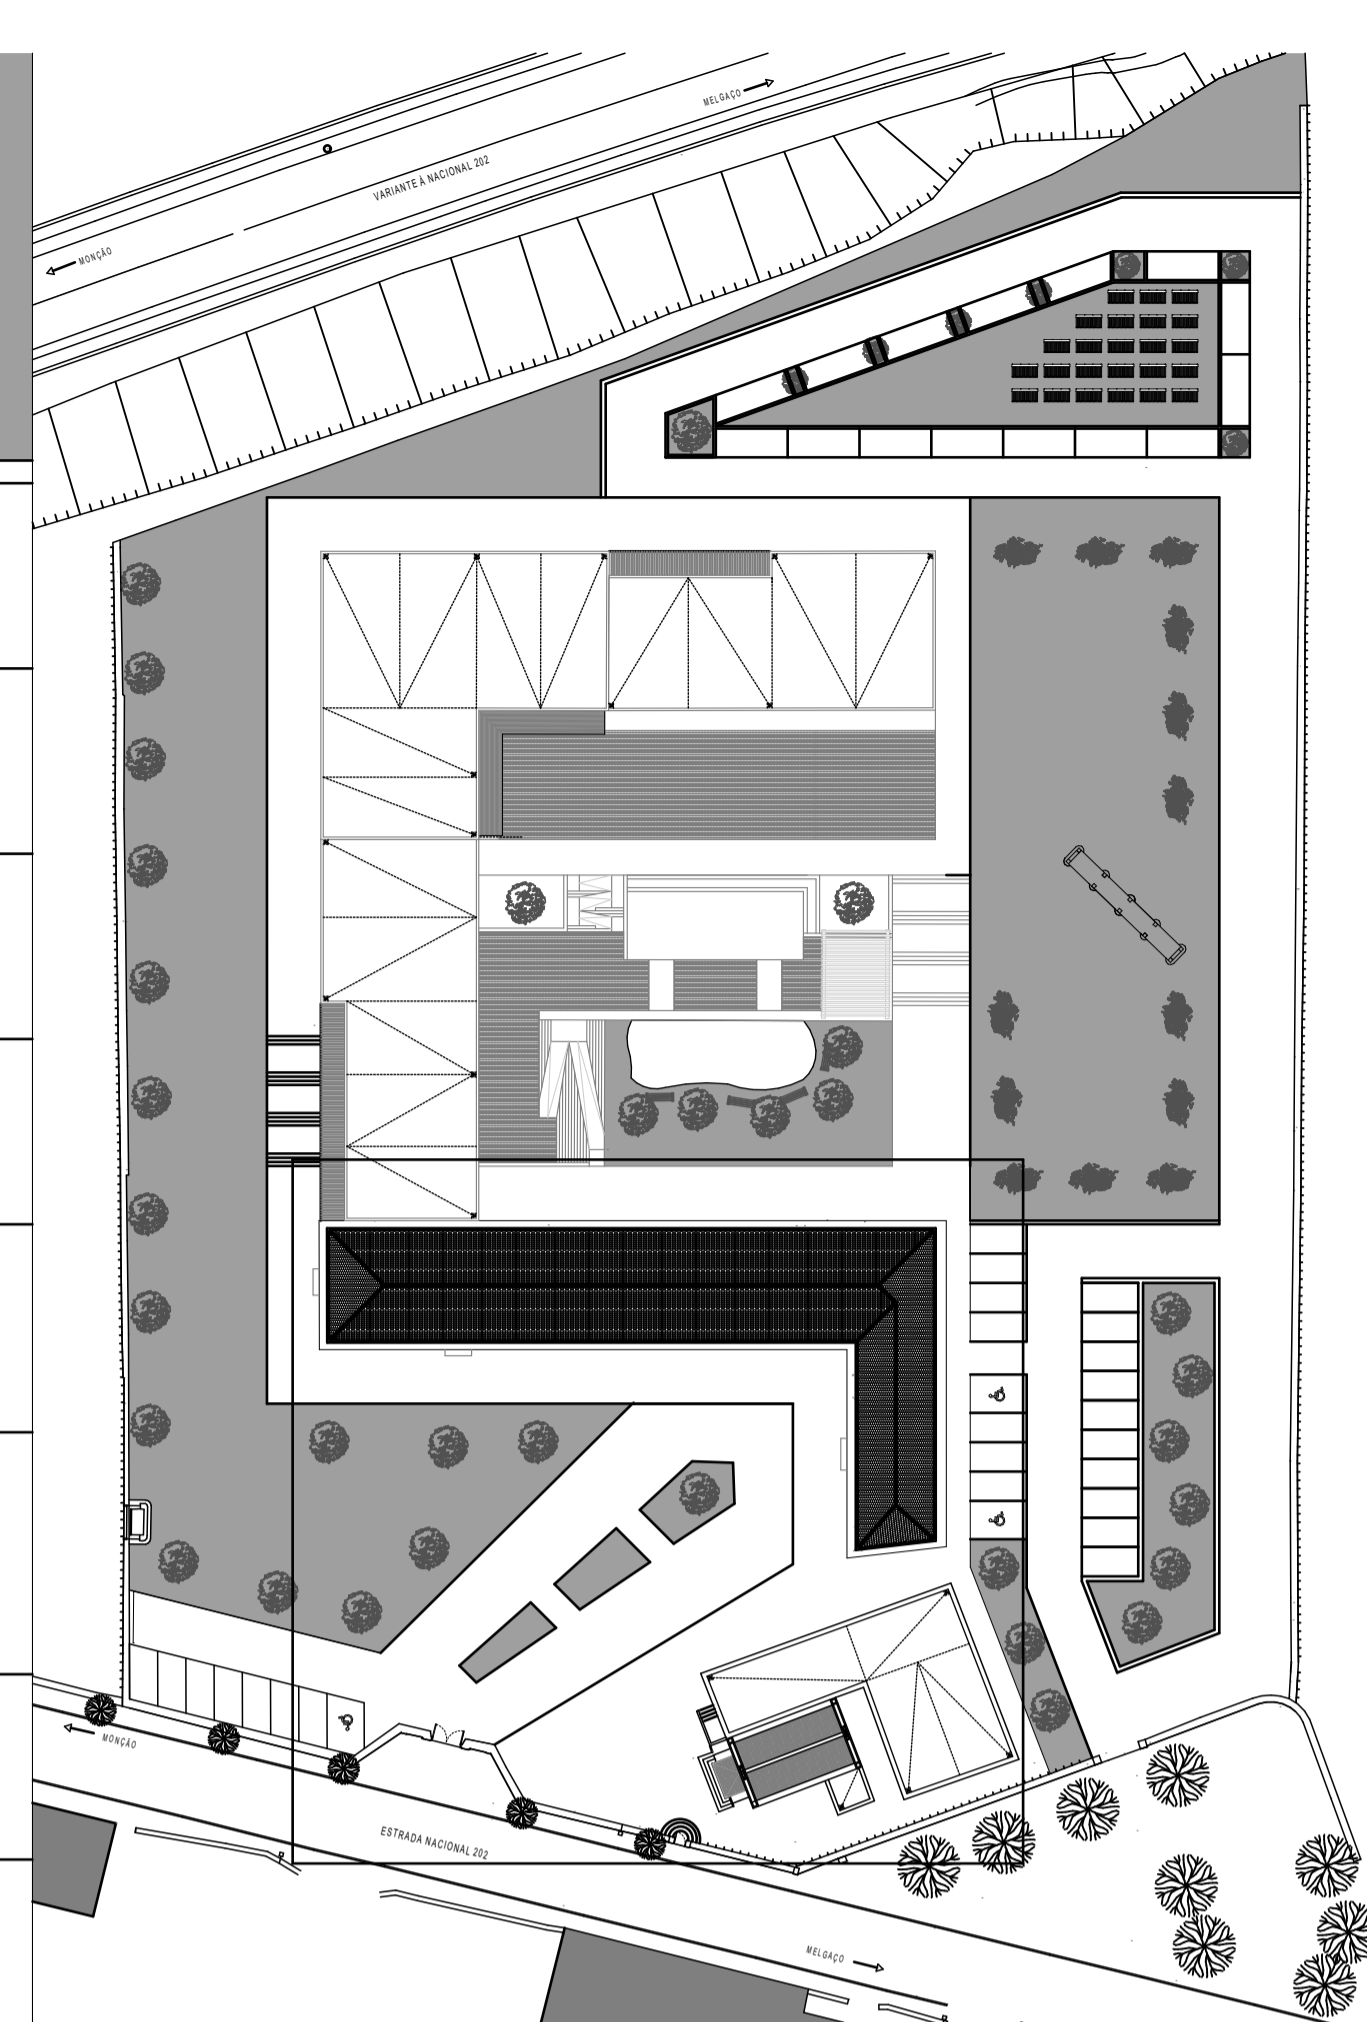 MELGAÇO
VARIANTE À NACIONAL 202
MONÇÃO
MONÇÃO
ESTRADA NACIONAL 202
MELGAÇO